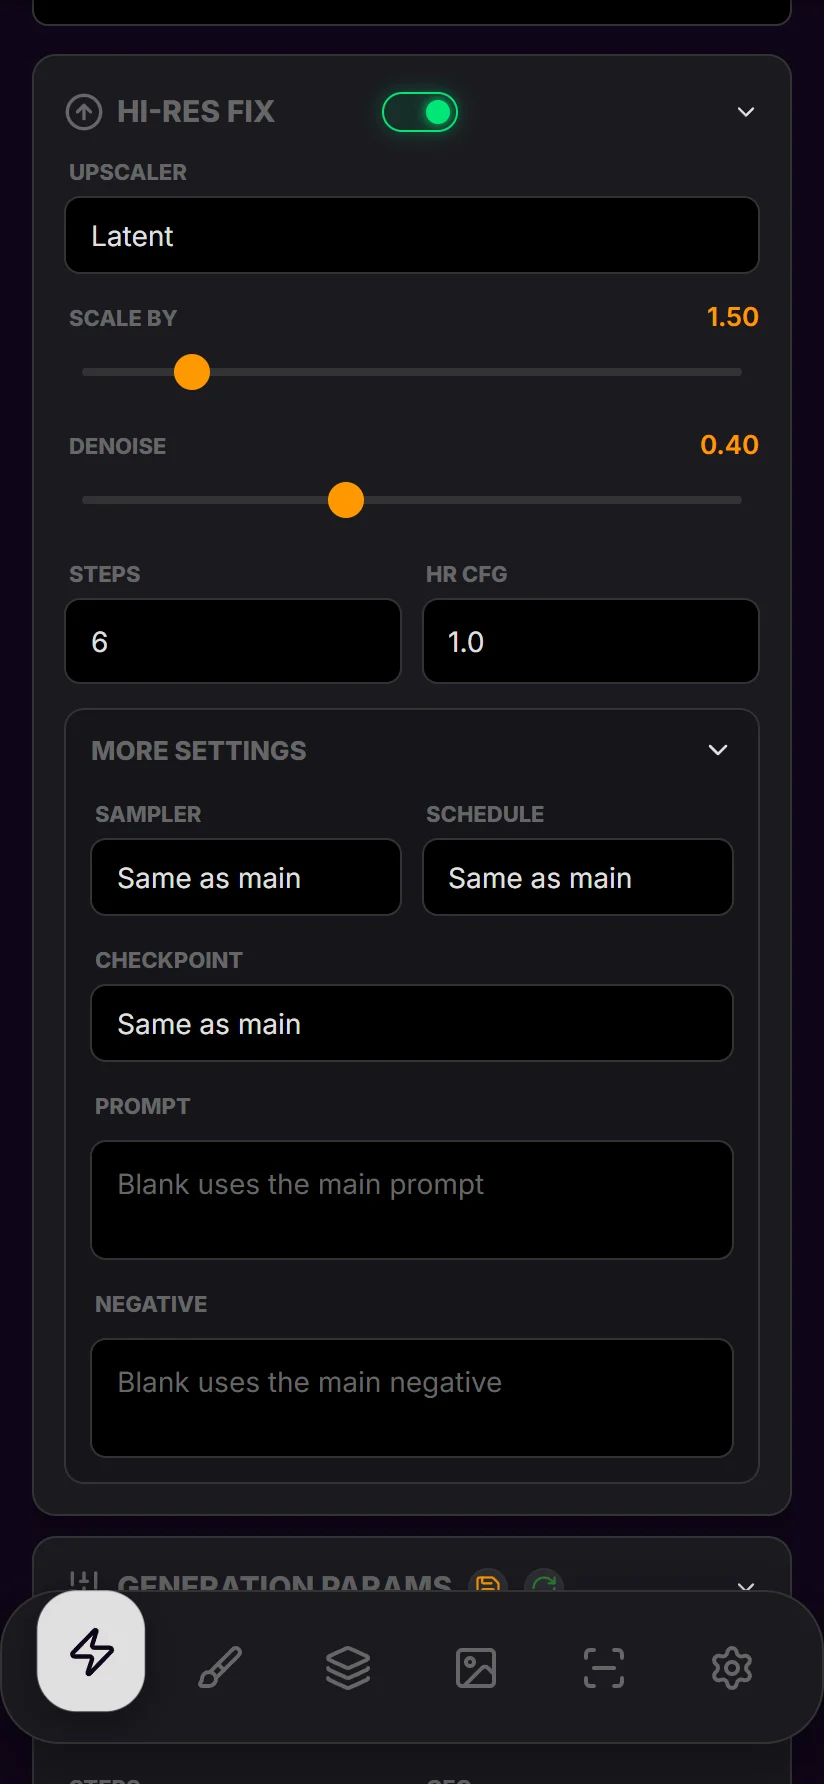 HI-RES FIX
UPSCALER
Latent
SCALE BY 1.50
DENOISE 0.40
STEPS HR CFG
6 1.0
MORE SETTINGS
SAMPLER SCHEDULE
Same as main Same as main
CHECKPOINT
Same as main
PROMPT
Blank uses the main prompt
NEGATIVE
Blank uses the main negative
GENERATION PARAMS
STEPS CFG